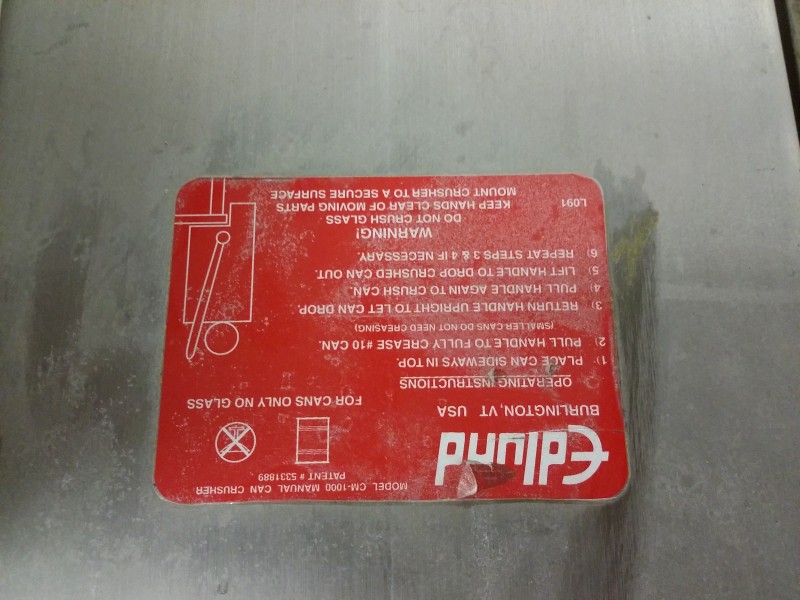 Edlund
BURLINGTON, VT USA
MODEL CM-1000 MANUAL CAN CRUSHER
PATENT # 5331889
FOR CANS ONLY NO GLASS
OPERATING INSTRUCTIONS
1) PLACE CAN SIDEWAYS IN TOP.
2) PULL HANDLE TO FULLY CREASE #10 CAN.
(SMALLER CANS DO NOT NEED CREASING)
3) RETURN HANDLE UPRIGHT TO LET CAN DROP.
4) PULL HANDLE AGAIN TO CRUSH CAN.
5) LIFT HANDLE TO DROP CRUSHED CAN OUT.
6) REPEAT STEPS 3 & 4 IF NECESSARY.
WARNING!
DO NOT CRUSH GLASS
KEEP HANDS CLEAR OF MOVING PARTS
MOUNT CRUSHER TO A SECURE SURFACE
L091